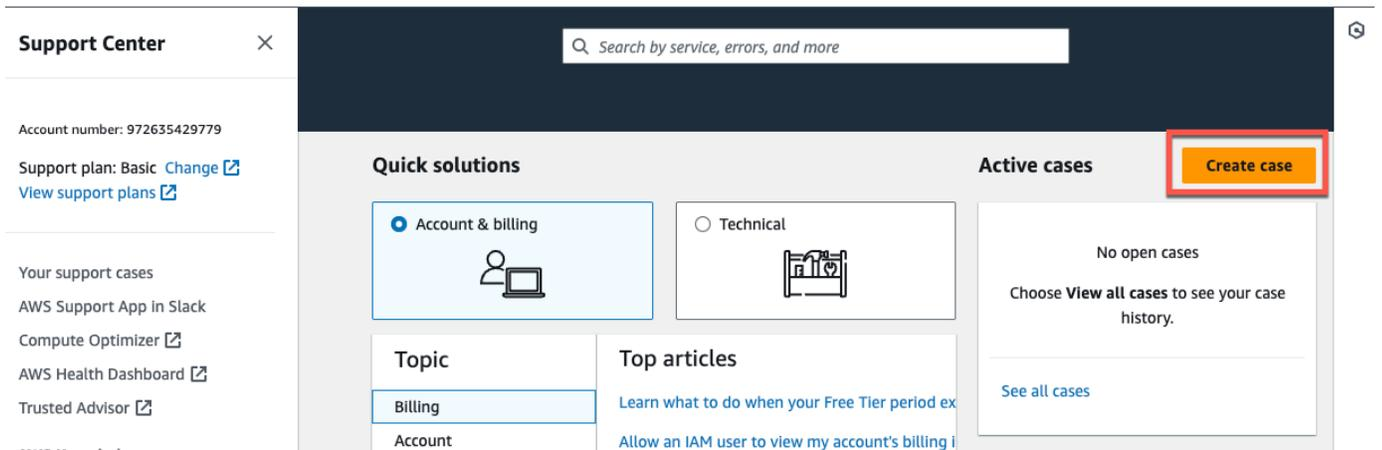 Support Center
Search by service, errors, and more
Account number: 972635429779
Support plan: Basic Change
View support plans
Your support cases
AWS Support App in Slack
Compute Optimizer
AWS Health Dashboard
Trusted Advisor
Quick solutions
Account & billing
Technical
Topic
Billing
Account
Top articles
Learn what to do when your Free Tier period ex
Allow an IAM user to view my account's billing i
Active cases
Create case
No open cases
Choose View all cases to see your case
history.
See all cases